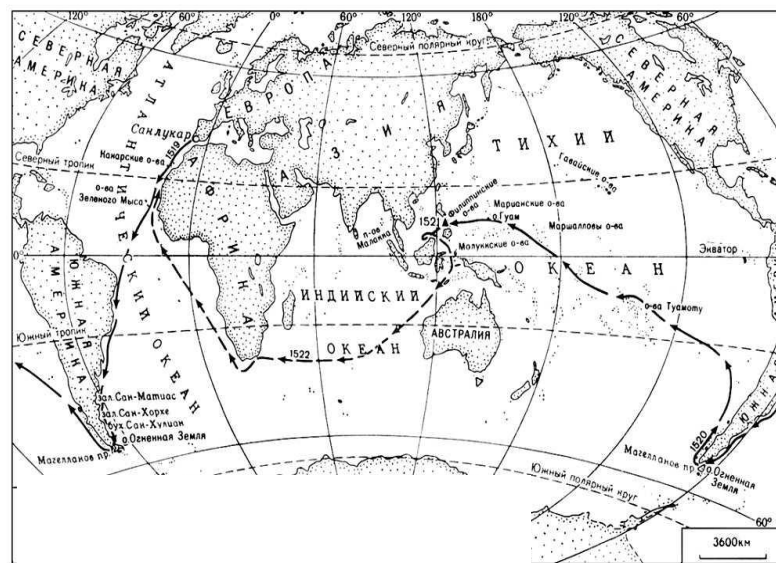 120° 60° 0° 60° 120° 180° 60°
СЕВЕРНАЯ АМЕРИКА
АТЛАНТИЧЕСКИЙ ОКЕАН
Северный полярный круг
ЕВРОПА
АЗИЯ
СЕВЕРНАЯ АМЕРИКА
Санлукар
1519
Канарские о-ва
Северный тропик
о-ва
Зеленого Мыса
АФРИКА
ТИХИЙ
Гавайские о-ва
Филиппинские
о-ва
1521
Марианские о-ва
о Гуам
Маршалловы о-ва
п-ов
Малакка
Молуккские о-ва
Экватор
0° 0°
ОКЕАН
ЮЖНАЯ АМЕРИКА
ИНДИЙСКИЙ
о-ва Туамоту
Южный тропик
АВСТРАЛИЯ
1522
ОКЕАН
зал.Сан-Матиас
зал.Сан-Хорхе
бух.Сан-Хулиан
о.Огненная Земля
Магелланов пр.
ЮЖНАЯ
1520
Магелланов пр.
о.Огненная
Земля
Южный полярный
круг
60°
3600км